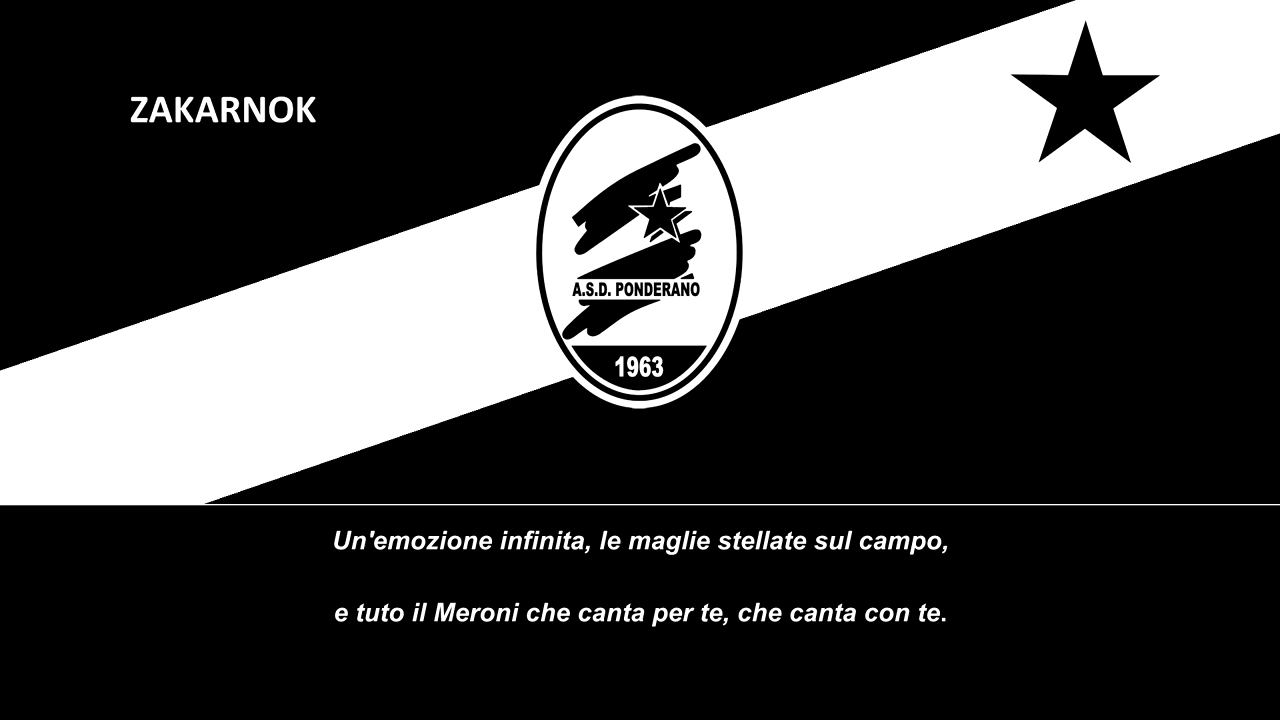 ZAKARNOK
A.S.D. PONDERANO
1963
Un'emozione infinita, le maglie stellate sul campo,
e tuto il Meroni che canta per te, che canta con te.